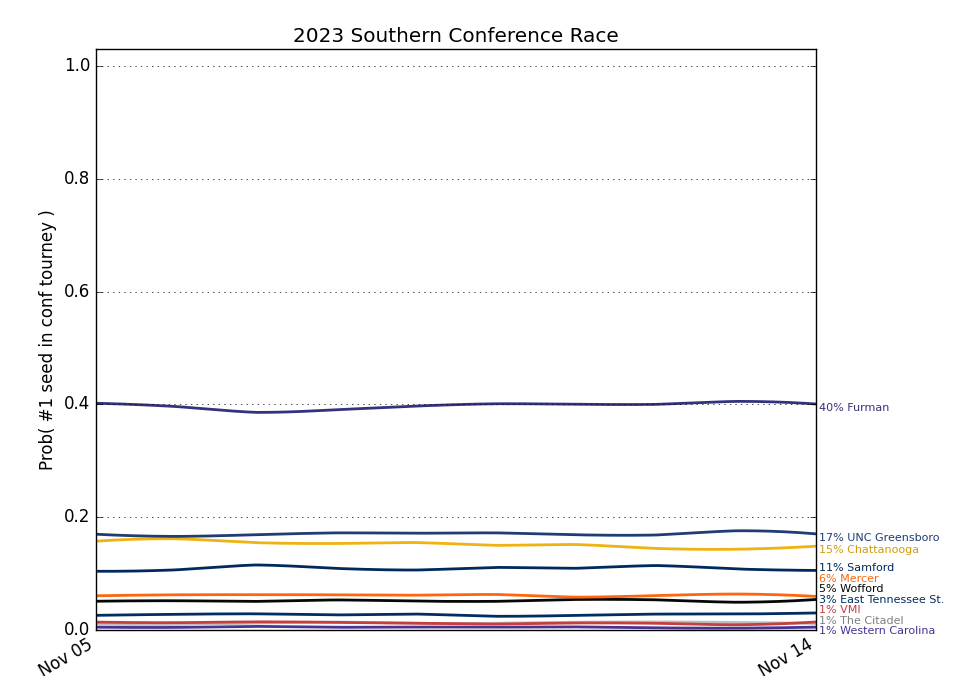 2023 Southern Conference Race
Prob( #1 seed in conf tourney )
1.0
0.8
0.6
0.4
0.2
0.0
Nov 05
Nov 14
40% Furman
17% UNC Greensboro
15% Chattanooga
11% Samford
6% Mercer
5% Wofford
3% East Tennessee St.
1% VMI
1% The Citadel
1% Western Carolina